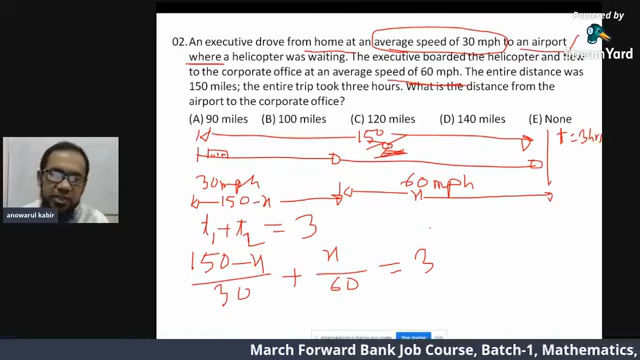 Powered by
StreamYard
02. An executive drove from home at an average speed of 30 mph to an airport
where a helicopter was waiting. The executive boarded the helicopter and flew
to the corporate office at an average speed of 60 mph. The entire distance was
150 miles; the entire trip took three hours. What is the distance from the
airport to the corporate office?
(A) 90 miles (B) 100 miles (C) 120 miles (D) 140 miles (E) None
150
t = 3hrs
30mph 60mph
150-x x
t₁ + t₂ = 3
150-x/30 + x/60 = 3
anowarul kabir
March Forward Bank Job Course, Batch-1, Mathematics,